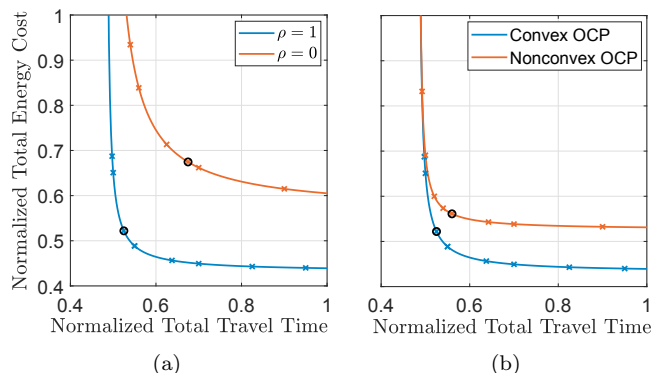 Normalized Total Energy Cost
1
0.9
0.8
0.7
0.6
0.5
0.4
ρ = 1
ρ = 0
0.4 0.6 0.8 1
Normalized Total Travel Time
(a)
Convex OCP
Nonconvex OCP
0.4 0.6 0.8 1
Normalized Total Travel Time
(b)